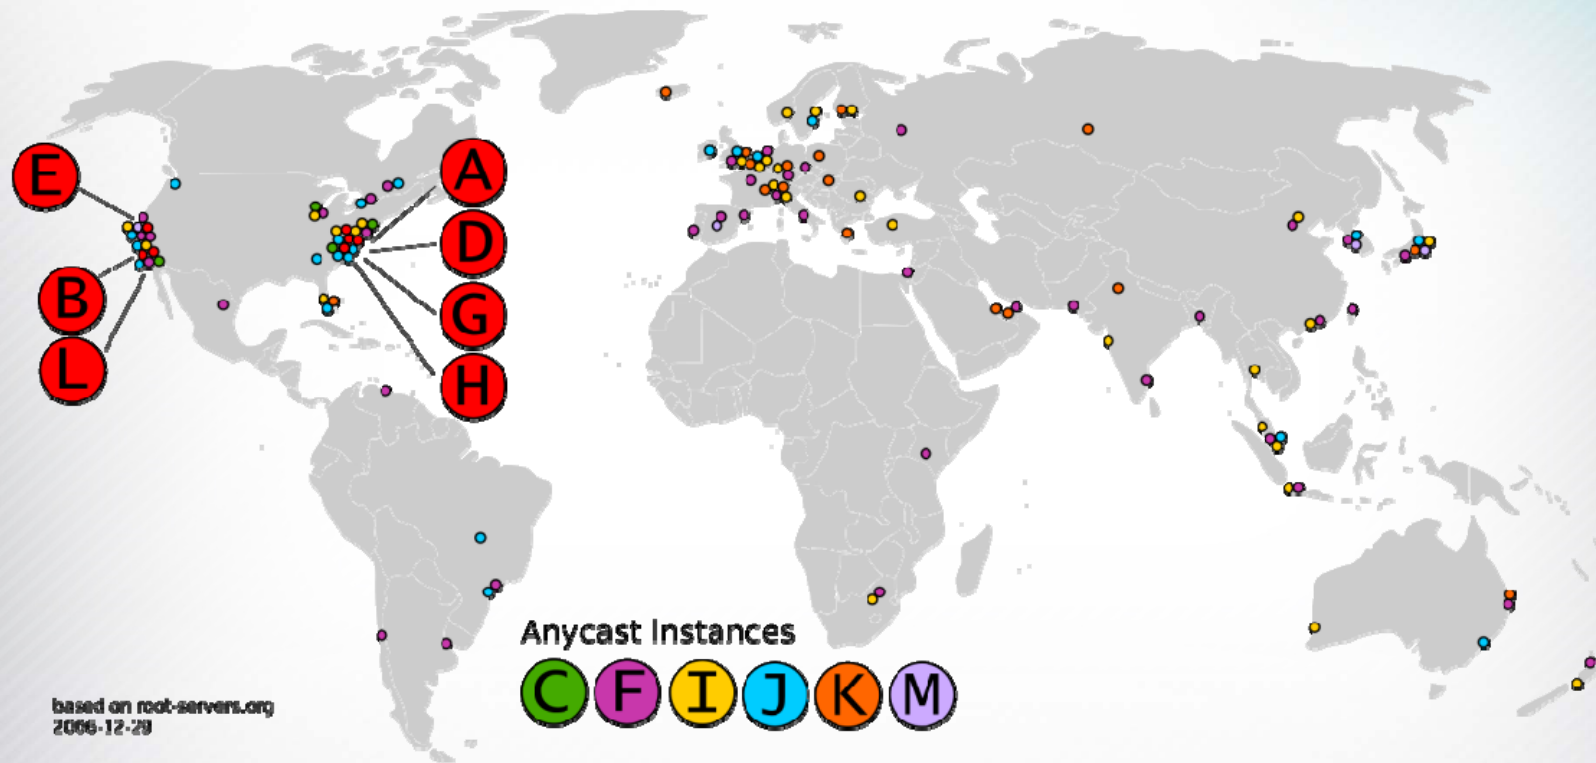 E
B
L
A
D
G
H
Anycast Instances
C F I J K M
based on root-servers.org
2006-12-29